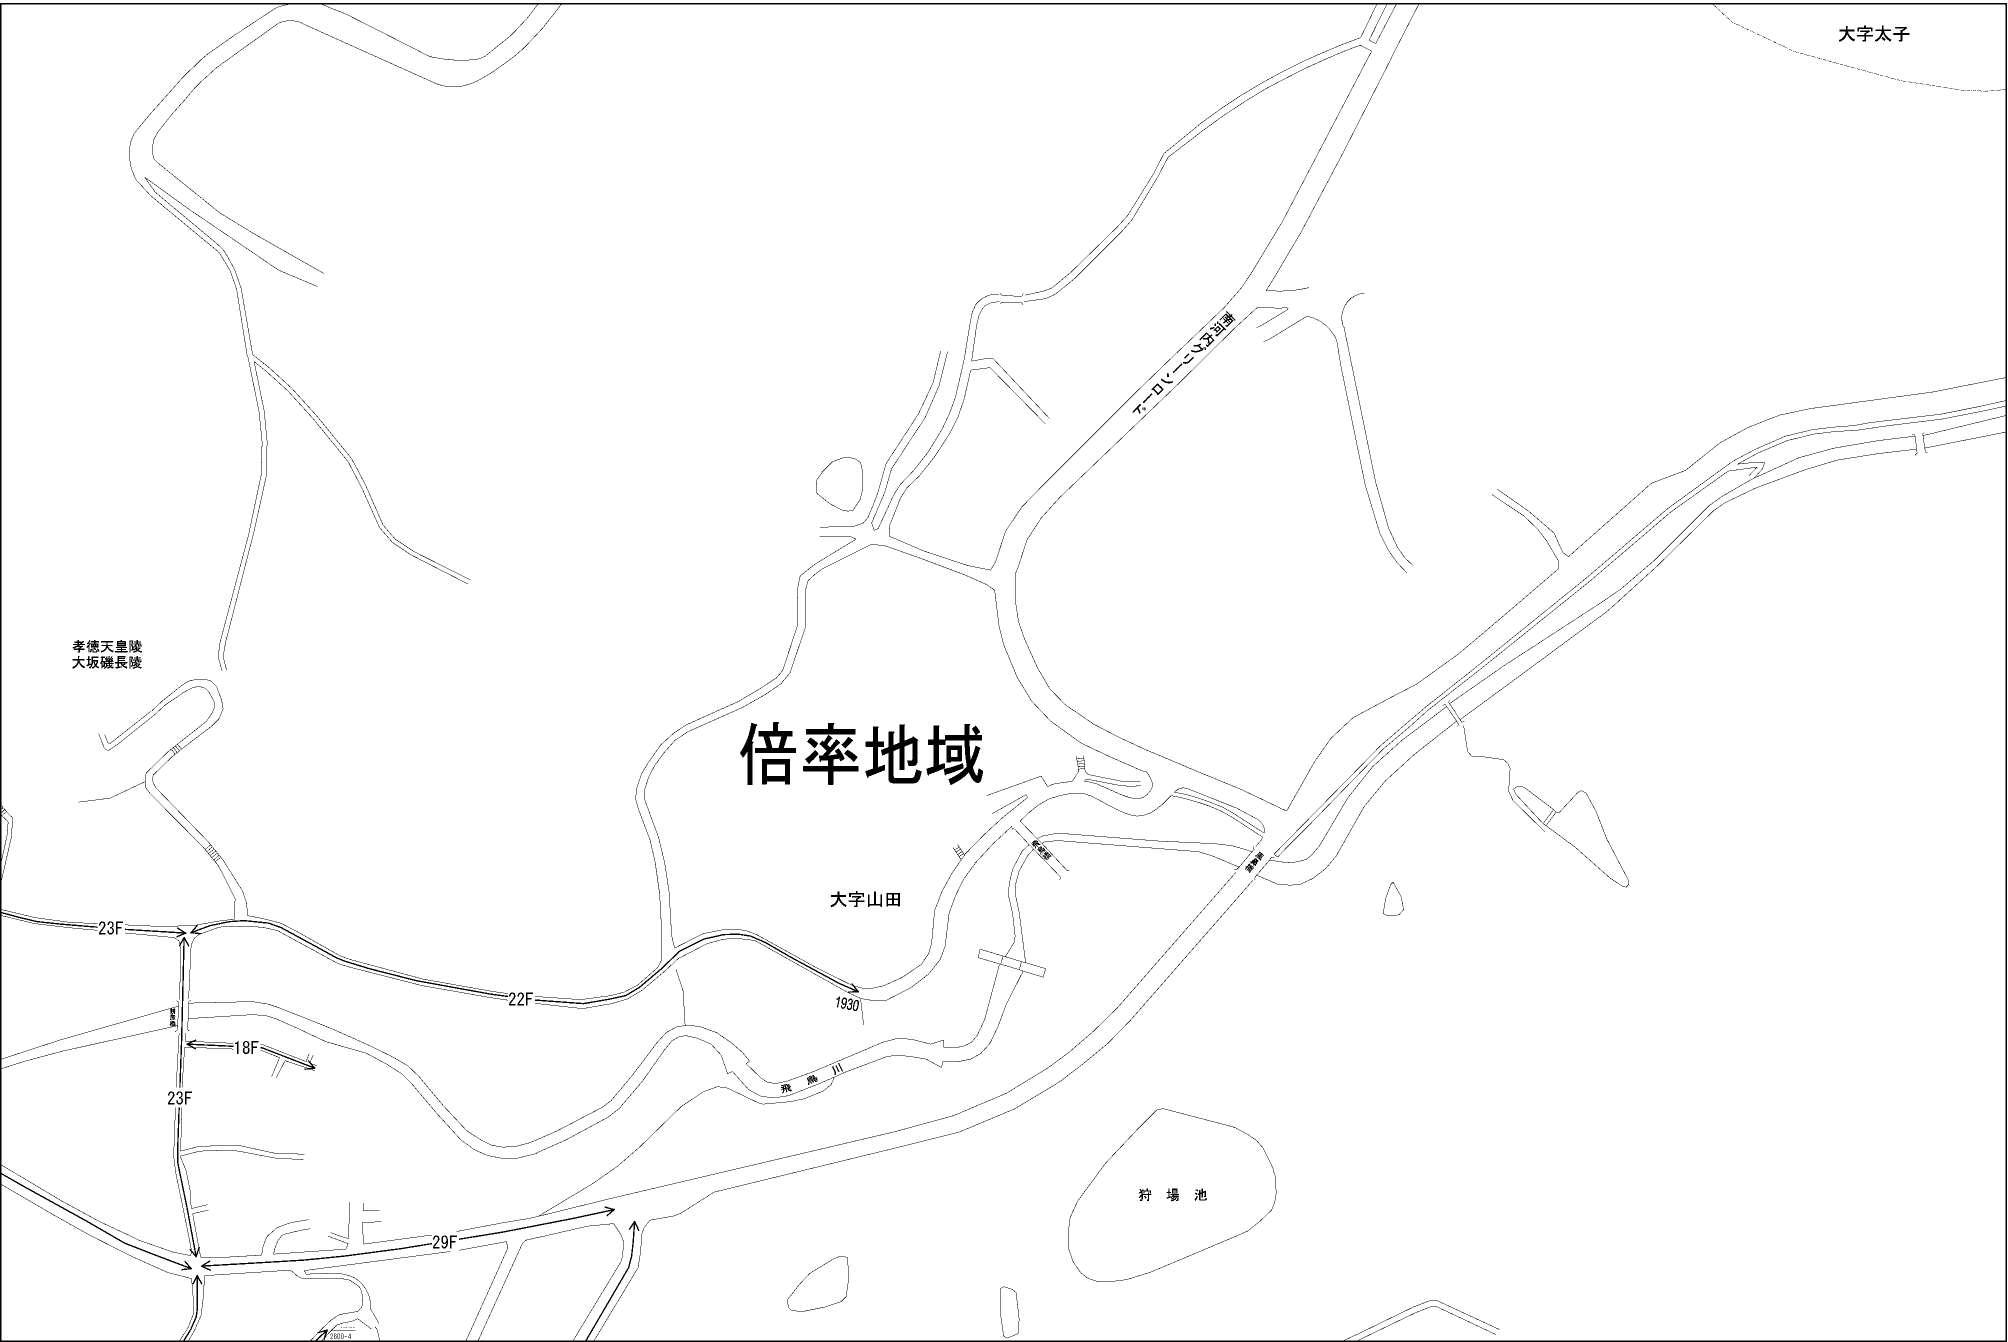 大字太子
南河内グリーンロード
孝徳天皇陵
大坂磯長陵
倍率地域
大字山田
23F
22F
1930
18F
飛鳥川
23F
狩場池
29F
2600-4